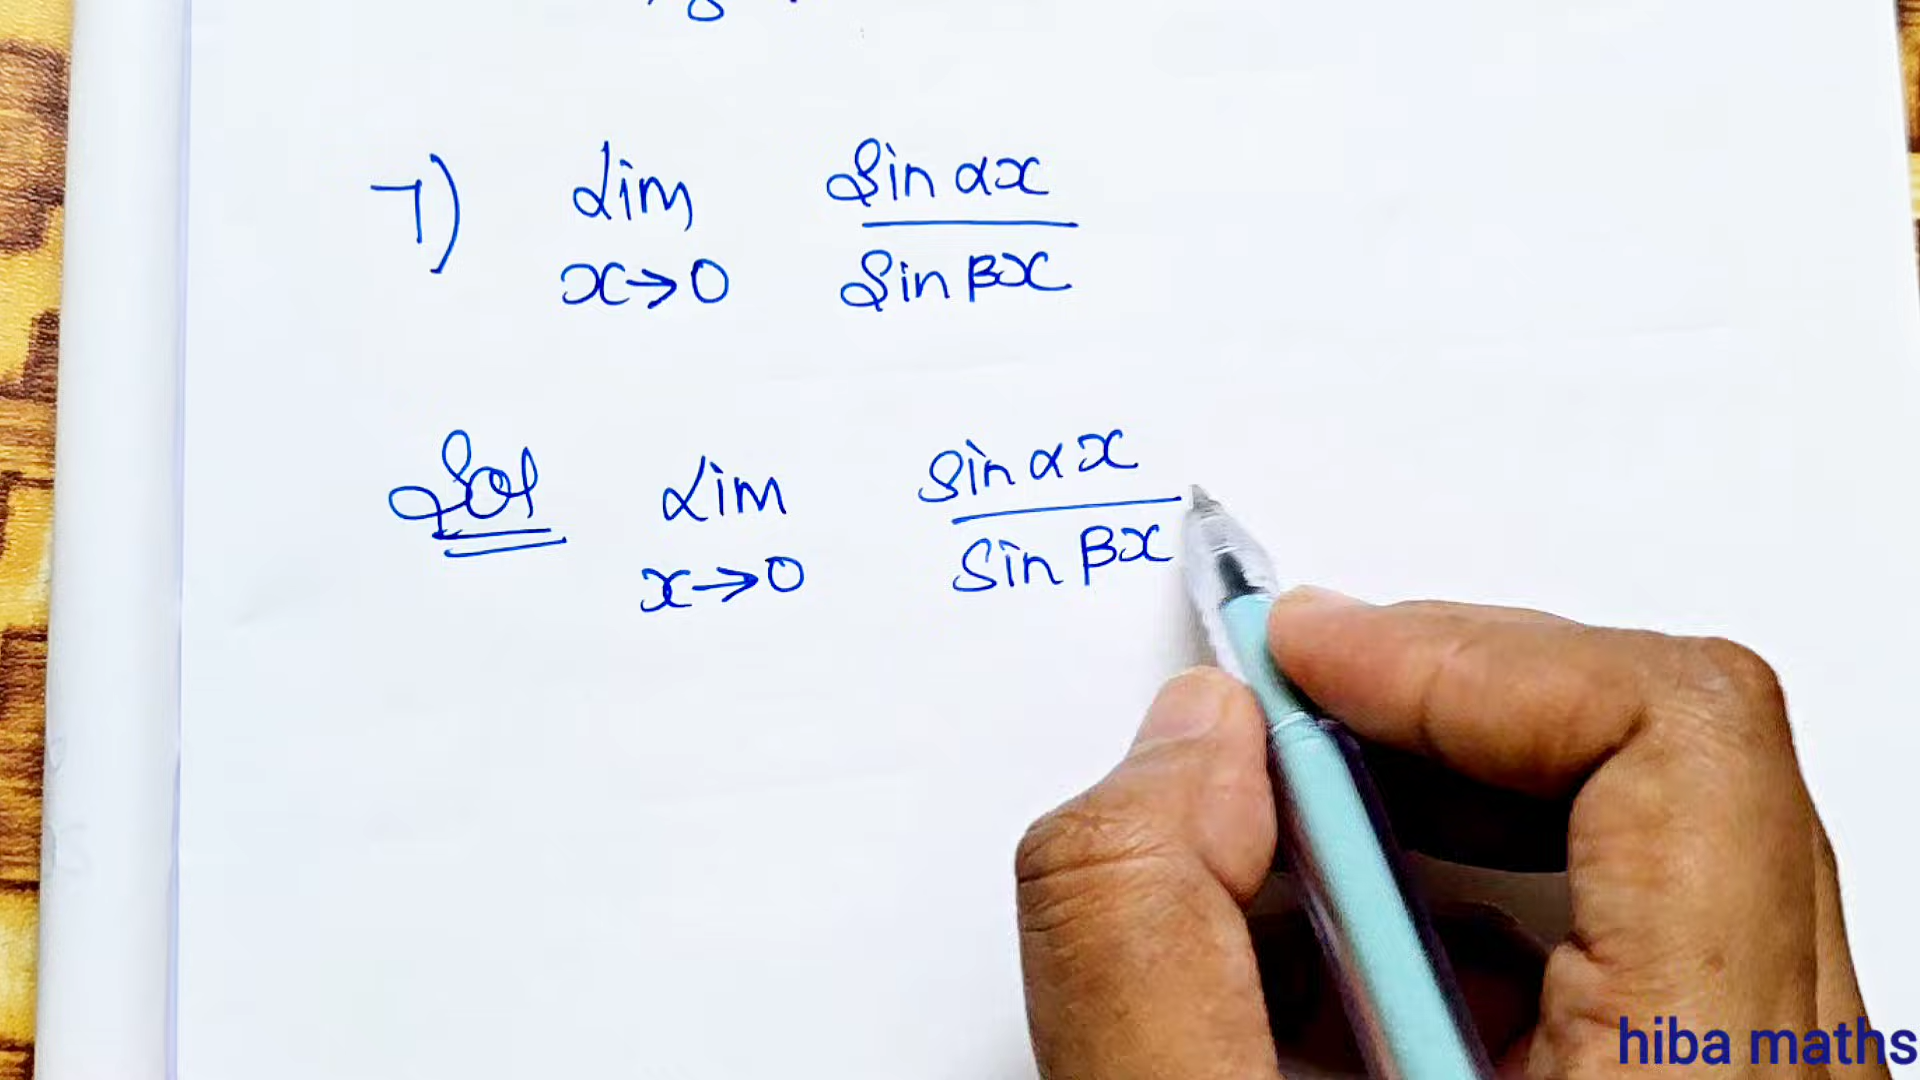 7) Lim sin αx
x→0 sin βx
Sol Lim sin αx
x→0 sin βx
hiba maths